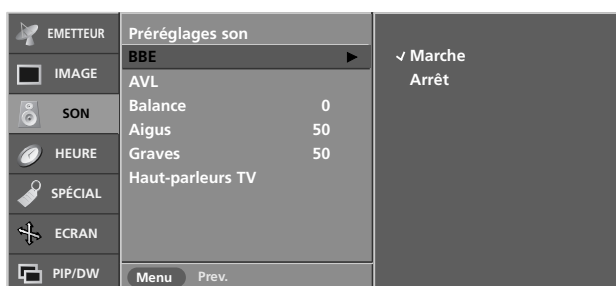 EMETTEUR
IMAGE
SON
HEURE
SPÉCIAL
ECRAN
PIP/DW
Préréglages son
BBE ▶
AVL
Balance 0
Aigus 50
Graves 50
Haut-parleurs TV
Menu Prev.
✓ Marche
Arrêt